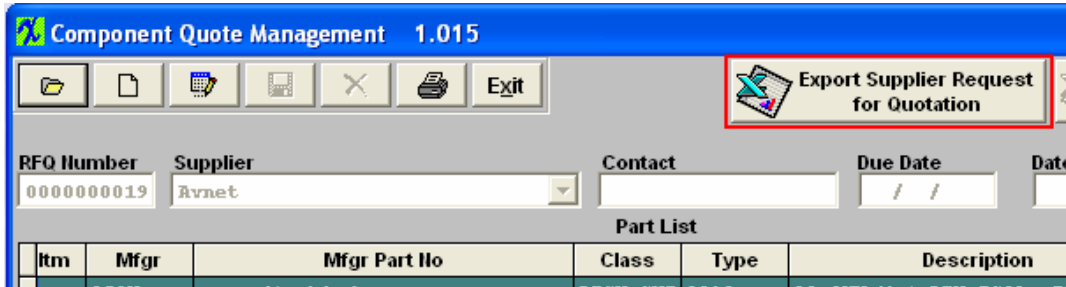 Component Quote Management 1.015
Exit
Export Supplier Request
for Quotation
RFQ Number Supplier Contact Due Date Date
0000000019 Avnet / /
Part List
Itm Mfgr Mfgr Part No Class Type Description